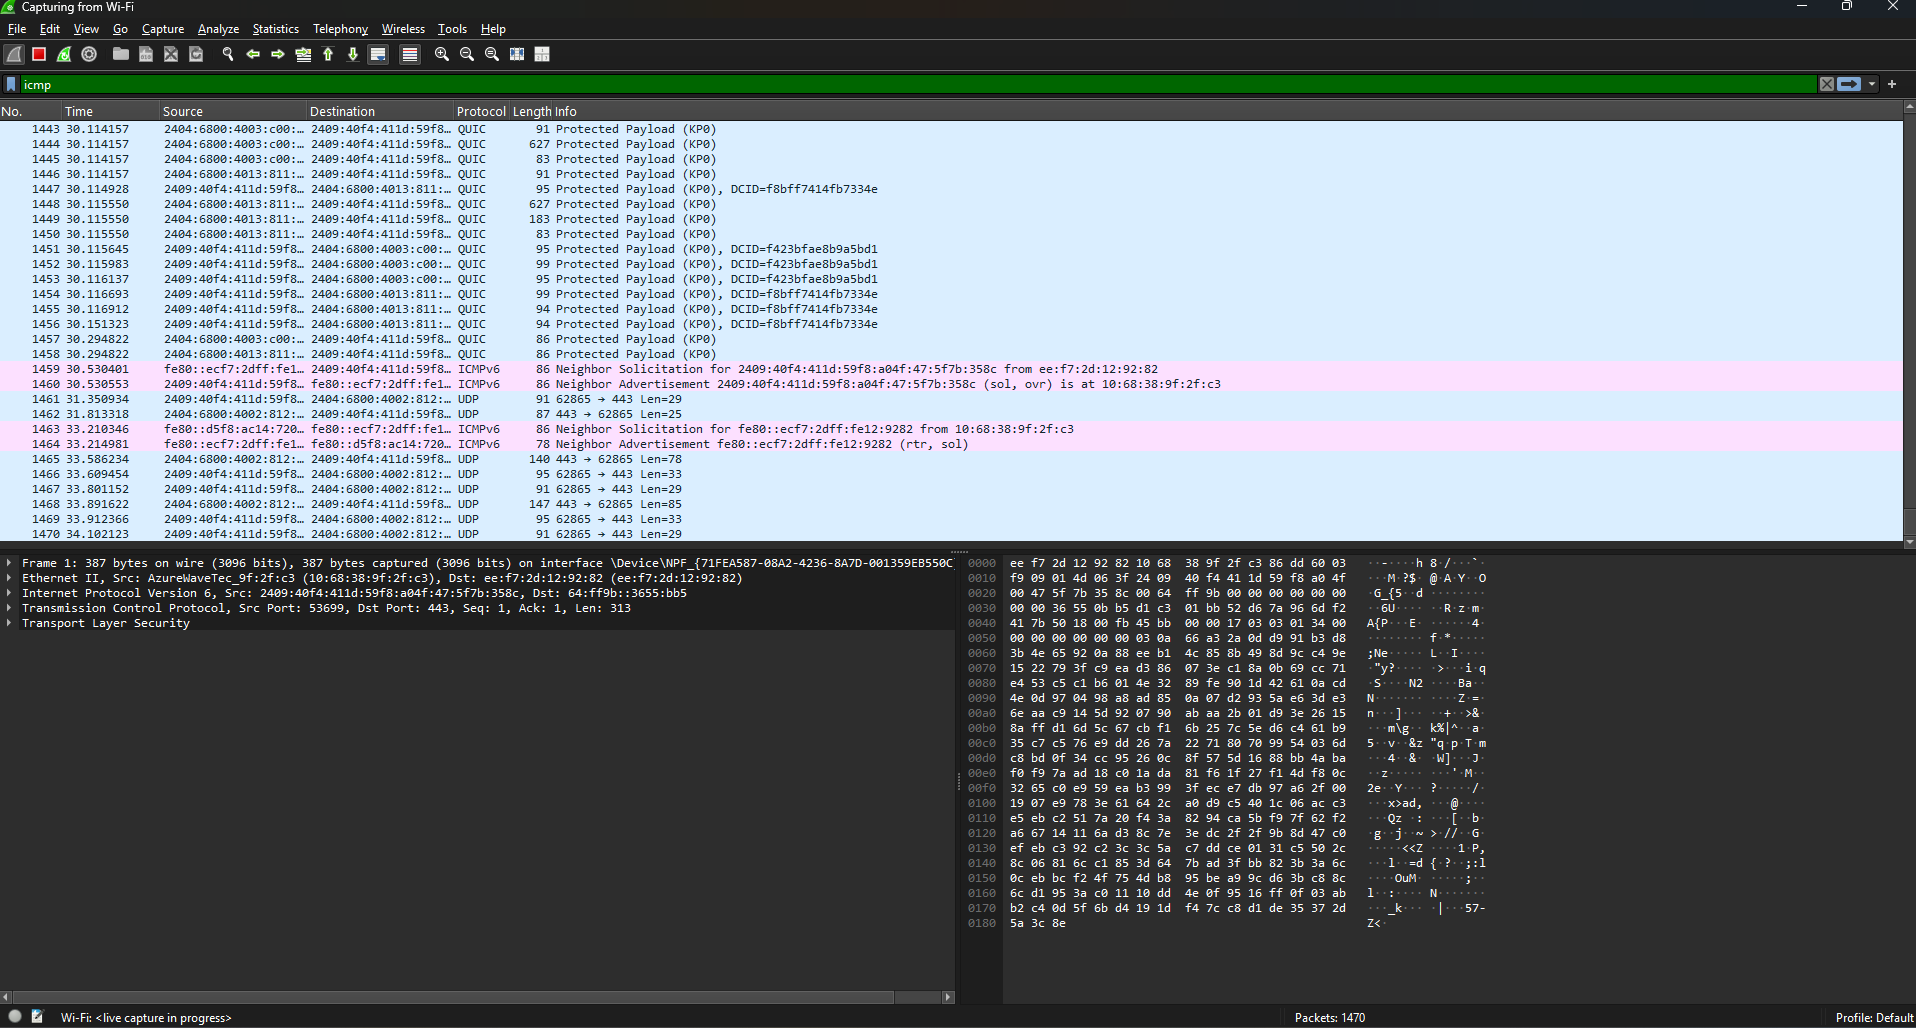 Capturing from Wi-Fi
File Edit View Go Capture Analyze Statistics Telephony Wireless Tools Help
icmp
No. Time Source Destination Protocol Length Info
1443 30.114157 2404:6800:4003:c00:… 2409:40f4:411d:59f8… QUIC 91 Protected Payload (KP0)
1444 30.114157 2404:6800:4003:c00:… 2409:40f4:411d:59f8… QUIC 627 Protected Payload (KP0)
1445 30.114157 2404:6800:4003:c00:… 2409:40f4:411d:59f8… QUIC 83 Protected Payload (KP0)
1446 30.114157 2404:6800:4013:811:… 2409:40f4:411d:59f8… QUIC 91 Protected Payload (KP0)
1447 30.114928 2409:40f4:411d:59f8… 2404:6800:4013:811:… QUIC 95 Protected Payload (KP0), DCID=f8bff7414fb7334e
1448 30.115550 2404:6800:4013:811:… 2409:40f4:411d:59f8… QUIC 627 Protected Payload (KP0)
1449 30.115550 2404:6800:4013:811:… 2409:40f4:411d:59f8… QUIC 183 Protected Payload (KP0)
1450 30.115550 2404:6800:4013:811:… 2409:40f4:411d:59f8… QUIC 83 Protected Payload (KP0)
1451 30.115645 2409:40f4:411d:59f8… 2404:6800:4003:c00:… QUIC 95 Protected Payload (KP0), DCID=f423bfae8b9a5bd1
1452 30.115983 2409:40f4:411d:59f8… 2404:6800:4003:c00:… QUIC 99 Protected Payload (KP0), DCID=f423bfae8b9a5bd1
1453 30.116137 2409:40f4:411d:59f8… 2404:6800:4003:c00:… QUIC 95 Protected Payload (KP0), DCID=f423bfae8b9a5bd1
1454 30.116693 2409:40f4:411d:59f8… 2404:6800:4013:811:… QUIC 99 Protected Payload (KP0), DCID=f8bff7414fb7334e
1455 30.116912 2409:40f4:411d:59f8… 2404:6800:4013:811:… QUIC 94 Protected Payload (KP0), DCID=f8bff7414fb7334e
1456 30.151323 2409:40f4:411d:59f8… 2404:6800:4013:811:… QUIC 94 Protected Payload (KP0), DCID=f8bff7414fb7334e
1457 30.294822 2404:6800:4003:c00:… 2409:40f4:411d:59f8… QUIC 86 Protected Payload (KP0)
1458 30.294822 2404:6800:4013:811:… 2409:40f4:411d:59f8… QUIC 86 Protected Payload (KP0)
1459 30.530401 fe80::ecf7:2dff:fe1… 2409:40f4:411d:59f8… ICMPv6 86 Neighbor Solicitation for 2409:40f4:411d:59f8:a04f:47:5f7b:358c from ee:f7:2d:12:92:82
1460 30.530553 2409:40f4:411d:59f8… fe80::ecf7:2dff:fe1… ICMPv6 86 Neighbor Advertisement 2409:40f4:411d:59f8:a04f:47:5f7b:358c (sol, ovr) is at 10:68:38:9f:2f:c3
1461 31.350934 2409:40f4:411d:59f8… 2404:6800:4002:812:… UDP 91 62865 → 443 Len=29
1462 31.813318 2404:6800:4002:812:… 2409:40f4:411d:59f8… UDP 87 443 → 62865 Len=25
1463 33.210346 fe80::d5f8:ac14:720… fe80::ecf7:2dff:fe1… ICMPv6 86 Neighbor Solicitation for fe80::ecf7:2dff:fe12:9282 from 10:68:38:9f:2f:c3
1464 33.214981 fe80::ecf7:2dff:fe1… fe80::d5f8:ac14:720… ICMPv6 78 Neighbor Advertisement fe80::ecf7:2dff:fe12:9282 (rtr, sol)
1465 33.586234 2404:6800:4002:812:… 2409:40f4:411d:59f8… UDP 140 443 → 62865 Len=78
1466 33.609454 2409:40f4:411d:59f8… 2404:6800:4002:812:… UDP 95 62865 → 443 Len=33
1467 33.801152 2409:40f4:411d:59f8… 2404:6800:4002:812:… UDP 91 62865 → 443 Len=29
1468 33.891622 2404:6800:4002:812:… 2409:40f4:411d:59f8… UDP 147 443 → 62865 Len=85
1469 33.912366 2409:40f4:411d:59f8… 2404:6800:4002:812:… UDP 95 62865 → 443 Len=33
1470 34.102123 2409:40f4:411d:59f8… 2404:6800:4002:812:… UDP 91 62865 → 443 Len=29
Frame 1: 387 bytes on wire (3096 bits), 387 bytes captured (3096 bits) on interface \Device\NPF_{71FEA587-08A2-4236-8A7D-001359EB550C
Ethernet II, Src: AzureWaveTec_9f:2f:c3 (10:68:38:9f:2f:c3), Dst: ee:f7:2d:12:92:82 (ee:f7:2d:12:92:82)
Internet Protocol Version 6, Src: 2409:40f4:411d:59f8:a04f:47:5f7b:358c, Dst: 64:ff9b::3655:bb5
Transmission Control Protocol, Src Port: 53699, Dst Port: 443, Seq: 1, Ack: 1, Len: 313
Transport Layer Security
0000 ee f7 2d 12 92 82 10 68 38 9f 2f c3 86 dd 60 03 ··-····h 8·/···`·
0010 f9 09 01 4d 06 3f 24 09 40 f4 41 1d 59 f8 a0 4f ···M·?$· @·A·Y··O
0020 00 47 5f 7b 35 8c 00 64 ff 9b 00 00 00 00 00 00 ·G_{5··d ········
0030 00 00 36 55 0b b5 d1 c3 01 bb 52 d6 7a 96 6d f2 ··6U···· ··R·z·m·
0040 41 7b 50 18 00 fb 45 bb 00 00 17 03 03 01 34 00 A{P···E· ······4·
0050 00 00 00 00 00 00 03 0a 66 a3 2a 0d d9 91 b3 d8 ········ f·*·····
0060 3b 4e 65 92 0a 88 ee b1 4c 85 8b 49 8d 9c c4 9e ;Ne····· L··I····
0070 15 22 79 3f c9 ea d3 86 07 3e c1 8a 0b 69 cc 71 ·"y?···· ·>···i·q
0080 e4 53 c5 c1 b6 01 4e 32 89 fe 90 1d 42 61 0a cd ·S····N2 ····Ba··
0090 4e 0d 97 04 98 a8 ad 85 0a 07 d2 93 5a e6 3d e3 N······· ····Z·=·
00a0 6e aa c9 14 5d 92 07 90 ab aa 2b 01 d9 3e 26 15 n···]··· ··+··>&·
00b0 8a ff d1 6d 5c 67 cb f1 6b 25 7c 5e d6 c4 61 b9 ···m\g·· k%|^··a·
00c0 35 c7 c5 76 e9 dd 26 7a 22 71 80 70 99 54 03 6d 5··v··&z "q·p·T·m
00d0 c8 bd 0f 34 cc 95 26 0c 8f 57 5d 16 88 bb 4a ba ···4··&· ·W]···J·
00e0 f0 f9 7a ad 18 c0 1a da 81 f6 1f 27 f1 4d f8 0c ··z····· ···'·M··
00f0 32 65 c0 e9 59 ea b3 99 3f ec e7 db 97 a6 2f 00 2e··Y··· ?·····/·
0100 19 07 e9 78 3e 61 64 2c a0 d9 c5 40 1c 06 ac c3 ···x>ad, ···@····
0110 e5 eb c2 51 7a 20 f4 3a 82 94 ca 5b f9 7f 62 f2 ···Qz ·: ···[··b·
0120 a6 67 14 11 6a d3 8c 7e 3e dc 2f 2f 9b 8d 47 c0 ·g··j··~ >·//··G·
0130 ef eb c3 92 c2 3c 3c 5a c7 dd ce 01 31 c5 50 2c ·····<<Z ····1·P,
0140 8c 06 81 6c c1 85 3d 64 7b ad 3f bb 82 3b 3a 6c ···l··=d {·?··;:l
0150 0c eb bc f2 4f 75 4d b8 95 be a9 9c d6 3b c8 8c ····OuM· ·····;··
0160 6c d1 95 3a c0 11 10 dd 4e 0f 95 16 ff 0f 03 ab l··:···· N·······
0170 b2 c4 0d 5f 6b d4 19 1d f4 7c c8 d1 de 35 37 2d ···_k··· ·|···57-
0180 5a 3c 8e Z<·
Wi-Fi: <live capture in progress> Packets: 1470 Profile: Default